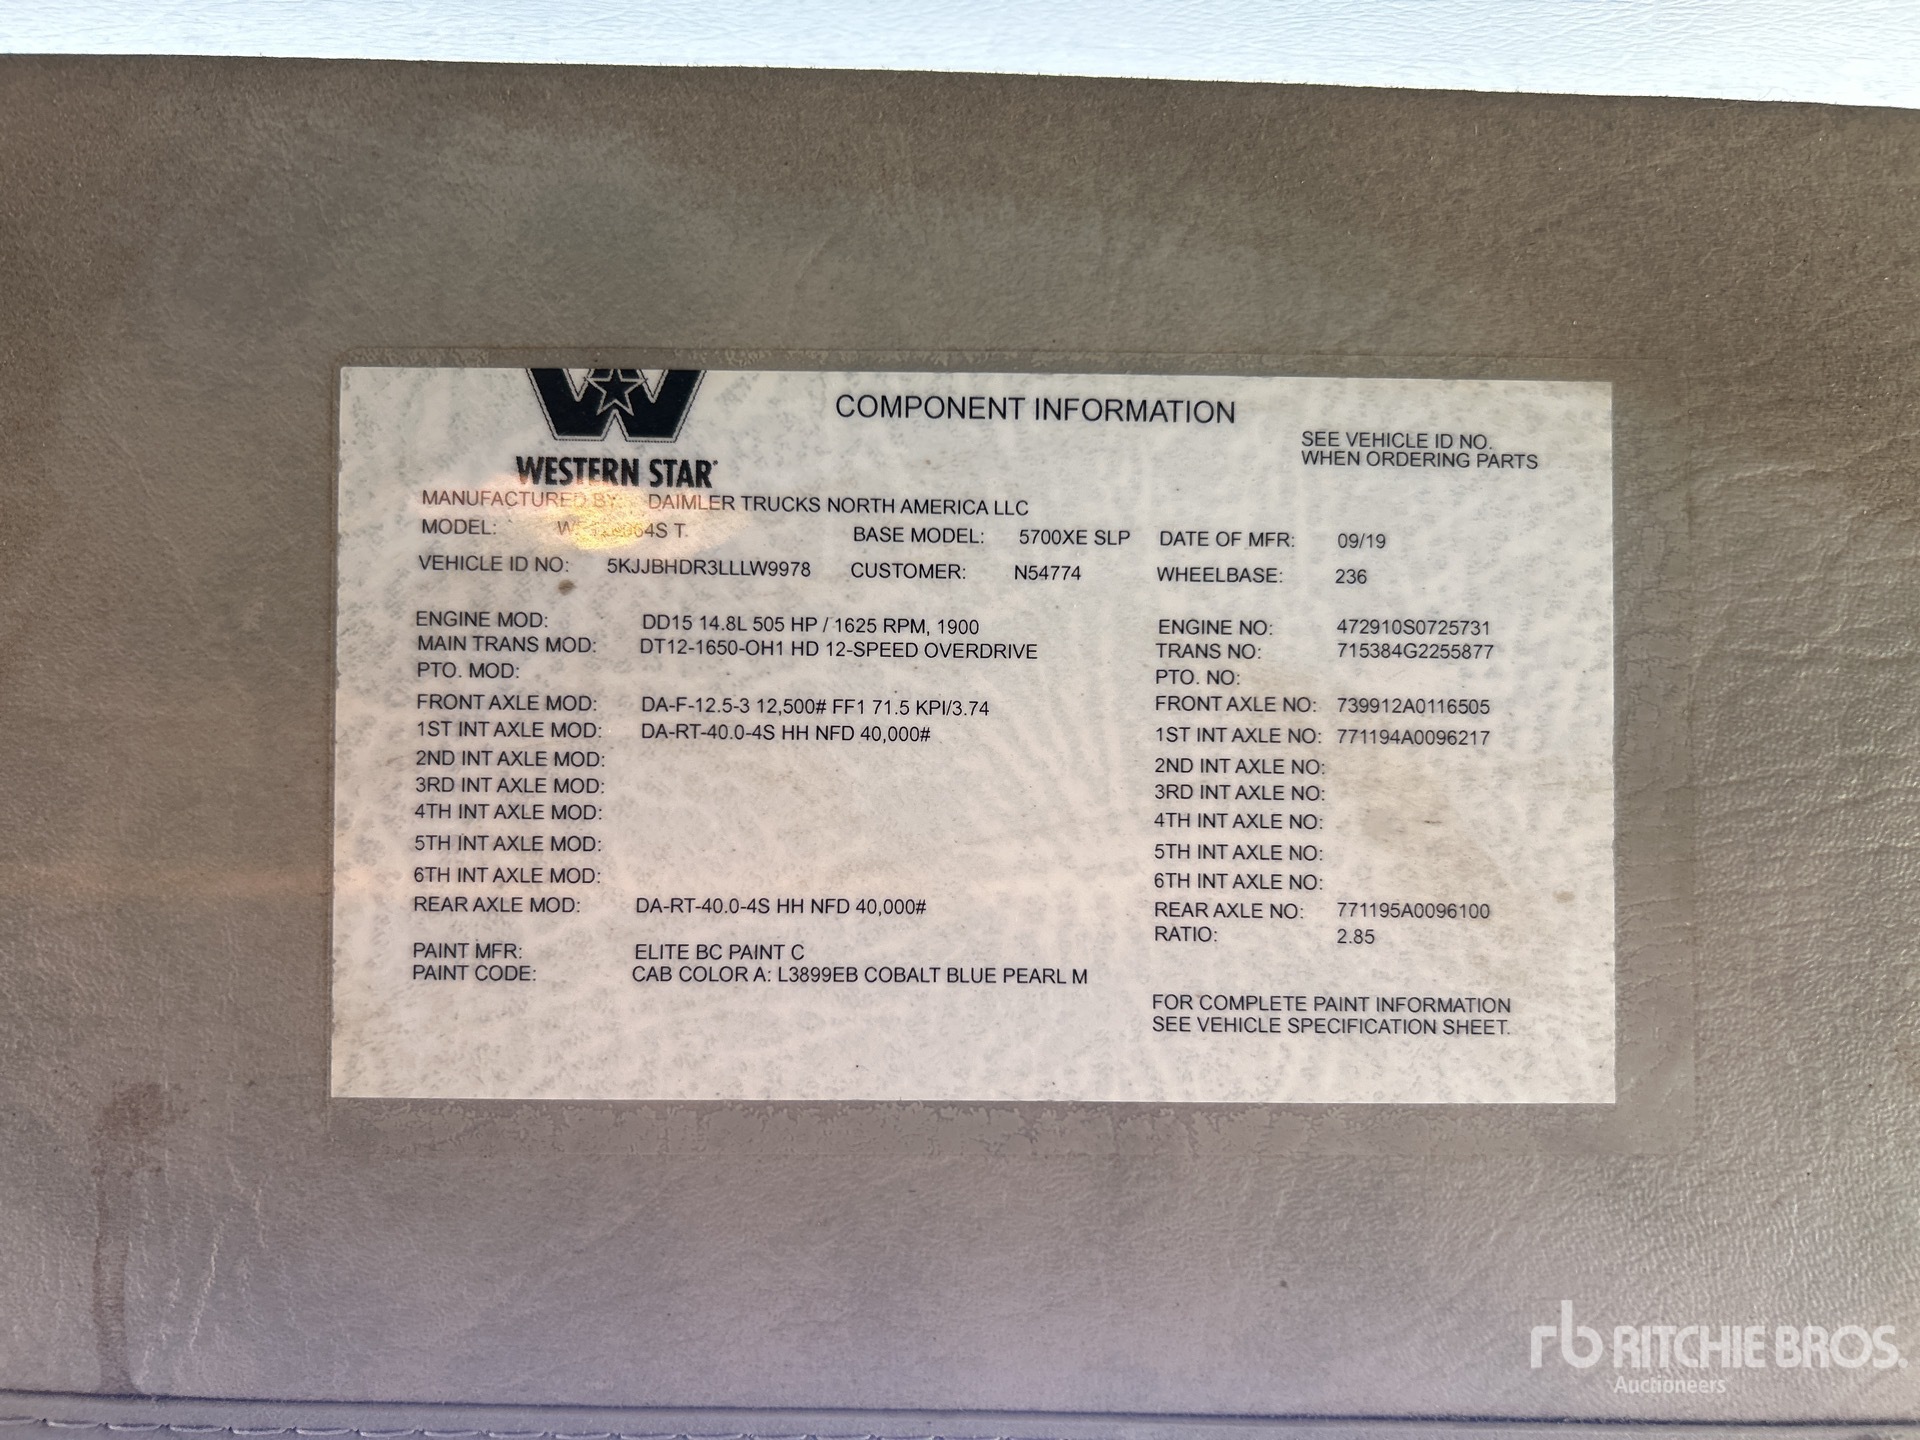 COMPONENT INFORMATION
SEE VEHICLE ID NO.
WHEN ORDERING PARTS
WESTERN STAR
MANUFACTURED BY: DAIMLER TRUCKS NORTH AMERICA LLC
MODEL: BASE MODEL: 5700XE SLP DATE OF MFR: 09/19
VEHICLE ID NO: 5KJJBHDR3LLLW9978 CUSTOMER: N54774 WHEELBASE: 236
ENGINE MOD: DD15 14.8L 505 HP / 1625 RPM, 1900 ENGINE NO: 472910S0725731
MAIN TRANS MOD: DT12-1650-OH1 HD 12-SPEED OVERDRIVE TRANS NO: 715384G2255877
PTO. MOD: PTO. NO:
FRONT AXLE MOD: DA-F-12.5-3 12,500# FF1 71.5 KPI/3.74 FRONT AXLE NO: 739912A0116505
1ST INT AXLE MOD: DA-RT-40.0-4S HH NFD 40,000# 1ST INT AXLE NO: 771194A0096217
2ND INT AXLE MOD: 2ND INT AXLE NO:
3RD INT AXLE MOD: 3RD INT AXLE NO:
4TH INT AXLE MOD: 4TH INT AXLE NO:
5TH INT AXLE MOD: 5TH INT AXLE NO:
6TH INT AXLE MOD: 6TH INT AXLE NO:
REAR AXLE MOD: DA-RT-40.0-4S HH NFD 40,000# REAR AXLE NO: 771195A0096100
RATIO: 2.85
PAINT MFR: ELITE BC PAINT C
PAINT CODE: CAB COLOR A: L3899EB COBALT BLUE PEARL M
FOR COMPLETE PAINT INFORMATION
SEE VEHICLE SPECIFICATION SHEET.
rb RITCHIE BROS.
Auctioneers